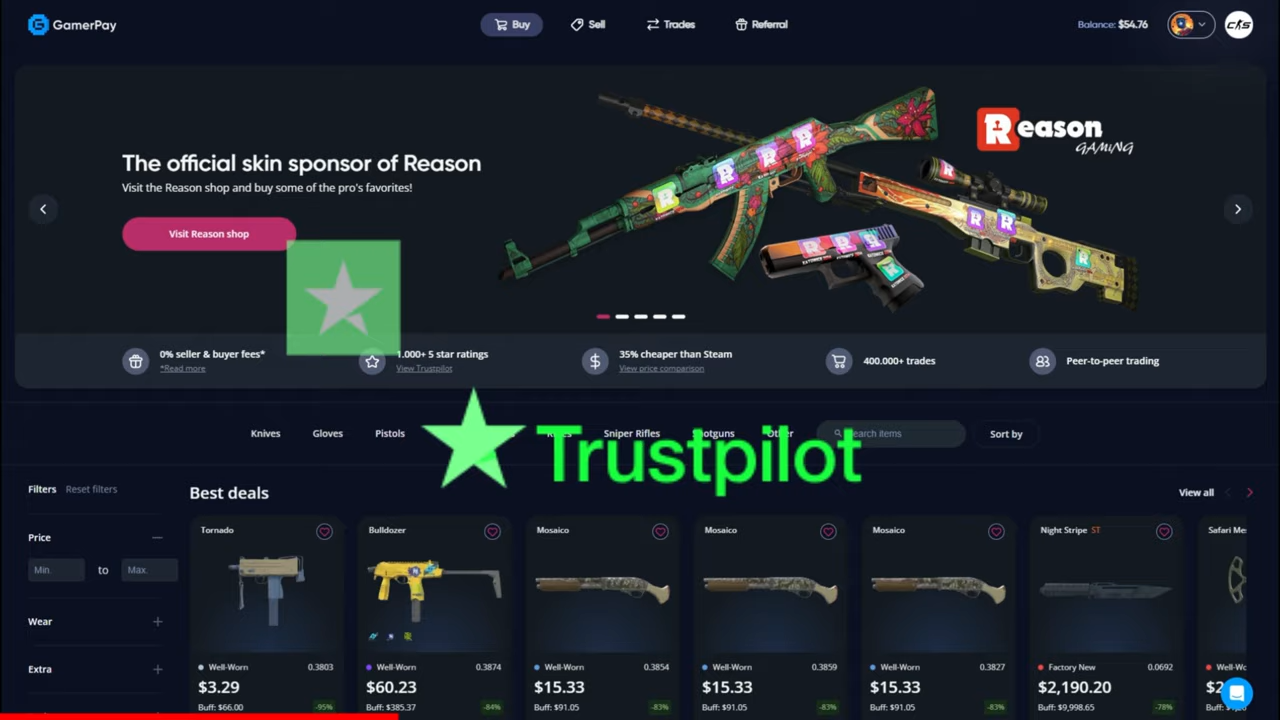 GamerPay
Buy
Sell
Trades
Referral
Balance: $54.76
Reason
GAMING
The official skin sponsor of Reason
Visit the Reason shop and buy some of the pro's favorites!
Visit Reason shop
0% seller & buyer fees*
*Read more
1.000+ 5 star ratings
View Trustpilot
35% cheaper than Steam
View price comparison
400.000+ trades
Peer-to-peer trading
Knives
Gloves
Pistols
Sniper Rifles
Shotguns
Other
Search items
Sort by
Trustpilot
Filters
Reset filters
Best deals
View all
Price
Min.
to
Max.
Wear
Extra
Tornado
Well-Worn
0.3803
$3.29
Buff: $66.00
-95%
Bulldozer
Well-Worn
0.3874
$60.23
Buff: $385.37
-84%
Mosaico
Well-Worn
0.3854
$15.33
Buff: $91.05
-83%
Mosaico
Well-Worn
0.3859
$15.33
Buff: $91.05
-83%
Mosaico
Well-Worn
0.3827
$15.33
Buff: $91.05
-83%
Night Stripe ST
Factory New
0.0692
$2,190.20
Buff: $9,998.65
-78%
Safari Me
Well-Wo